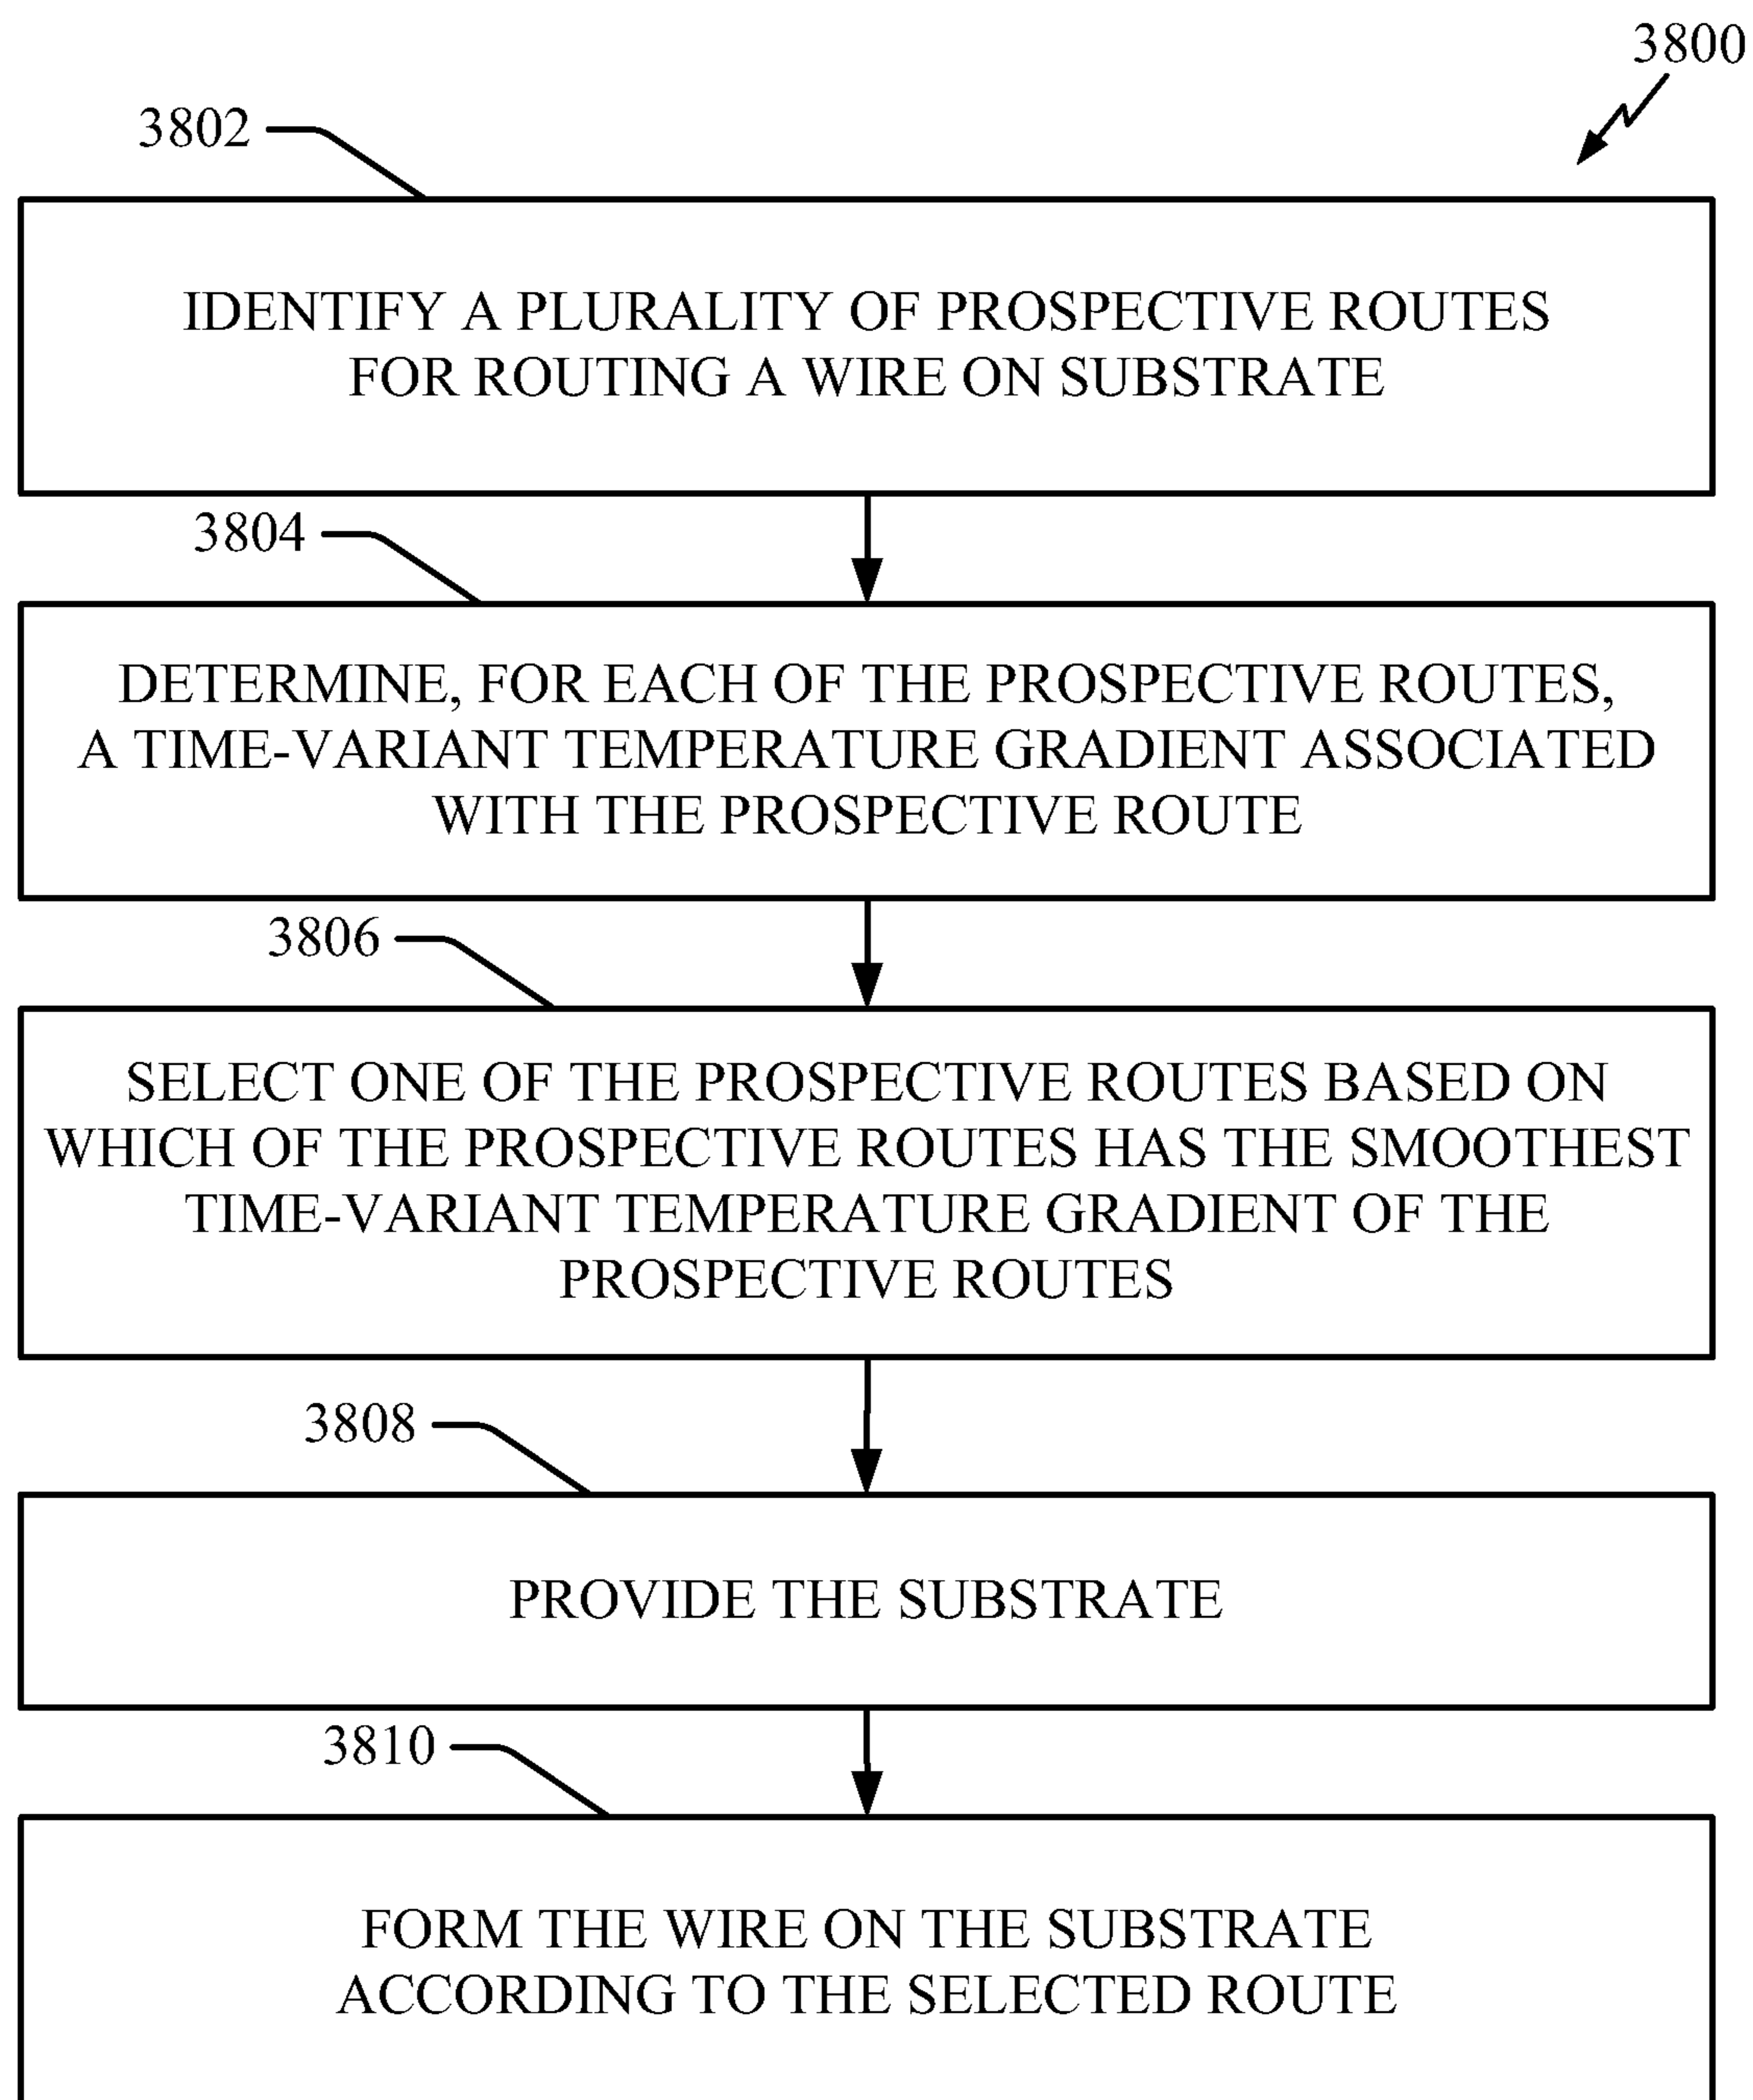 3800
3802
IDENTIFY A PLURALITY OF PROSPECTIVE ROUTES
FOR ROUTING A WIRE ON SUBSTRATE
3804
DETERMINE, FOR EACH OF THE PROSPECTIVE ROUTES,
A TIME-VARIANT TEMPERATURE GRADIENT ASSOCIATED
WITH THE PROSPECTIVE ROUTE
3806
SELECT ONE OF THE PROSPECTIVE ROUTES BASED ON
WHICH OF THE PROSPECTIVE ROUTES HAS THE SMOOTHEST
TIME-VARIANT TEMPERATURE GRADIENT OF THE
PROSPECTIVE ROUTES
3808
PROVIDE THE SUBSTRATE
3810
FORM THE WIRE ON THE SUBSTRATE
ACCORDING TO THE SELECTED ROUTE